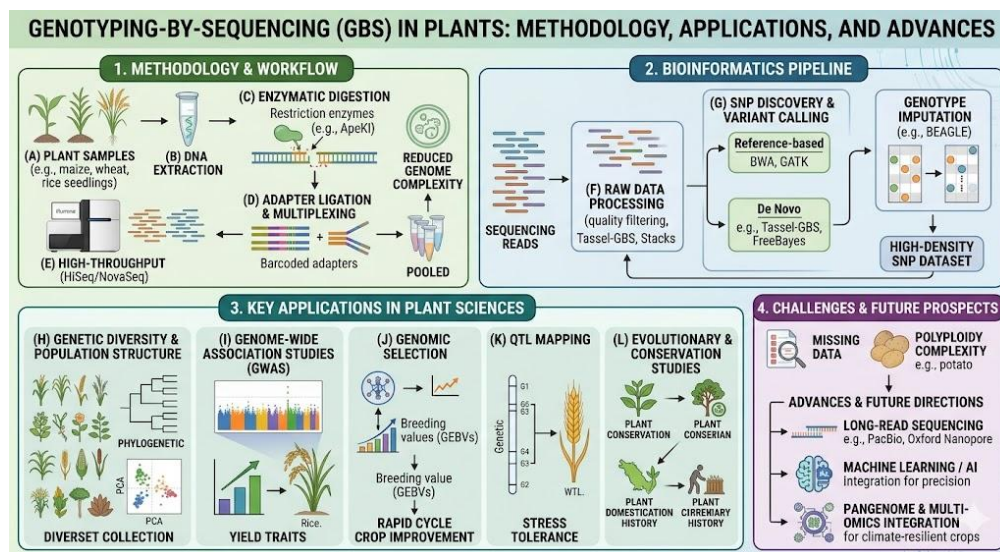 GENOTYPING-BY-SEQUENCING (GBS) IN PLANTS: METHODOLOGY, APPLICATIONS, AND ADVANCES
1. METHODOLOGY & WORKFLOW
(A) PLANT SAMPLES
(e.g., maize, wheat,
rice seedlings)
(B) DNA
EXTRACTION
(C) ENZYMATIC DIGESTION
Restriction enzymes
(e.g., ApeKI)
REDUCED
GENOME
COMPLEXITY
(D) ADAPTER LIGATION
& MULTIPLEXING
+
Barcoded adapters
POOLED
illumina
(E) HIGH-THROUGHPUT
(HiSeq/NovaSeq)
2. BIOINFORMATICS PIPELINE
SEQUENCING
READS
(F) RAW DATA
PROCESSING
(quality filtering,
Tassel-GBS, Stacks)
(G) SNP DISCOVERY &
VARIANT CALLING
Reference-based
BWA, GATK
De Novo
e.g., Tassel-GBS,
FreeBayes
GENOTYPE
IMPUTATION
(e.g., BEAGLE)
HIGH-DENSITY
SNP DATASET
3. KEY APPLICATIONS IN PLANT SCIENCES
(H) GENETIC DIVERSITY &
POPULATION STRUCTURE
PHYLOGENETIC
PCA
PCA
DIVERSET COLLECTION
(I) GENOME-WIDE
ASSOCIATION STUDIES
(GWAS)
Rice.
YIELD TRAITS
(J) GENOMIC
SELECTION
Breeding
values (GEBVs)
Breeding value
(GEBVs)
RAPID CYCLE
CROP IMPROVEMENT
(K) QTL MAPPING
Genetic
G1
G6
G3
G4
G3
G2
WTL.
STRESS
TOLERANCE
(L) EVOLUTIONARY &
CONSERVATION
STUDIES
PLANT
CONSERVATION
PLANT
CONSERIAN
PLANT
DOMESTICATION
HISTORY
PLANT
CIRREMIARY
HISTORY
4. CHALLENGES & FUTURE PROSPECTS
MISSING
DATA
POLYPLOIDY
COMPLEXITY
e.g., potato
ADVANCES & FUTURE DIRECTIONS
LONG-READ SEQUENCING
e.g., PacBio, Oxford Nanopore
MACHINE LEARNING / AI
Integration for precision
PANGENOME & MULTI-
OMICS INTEGRATION
for climate-resilient crops